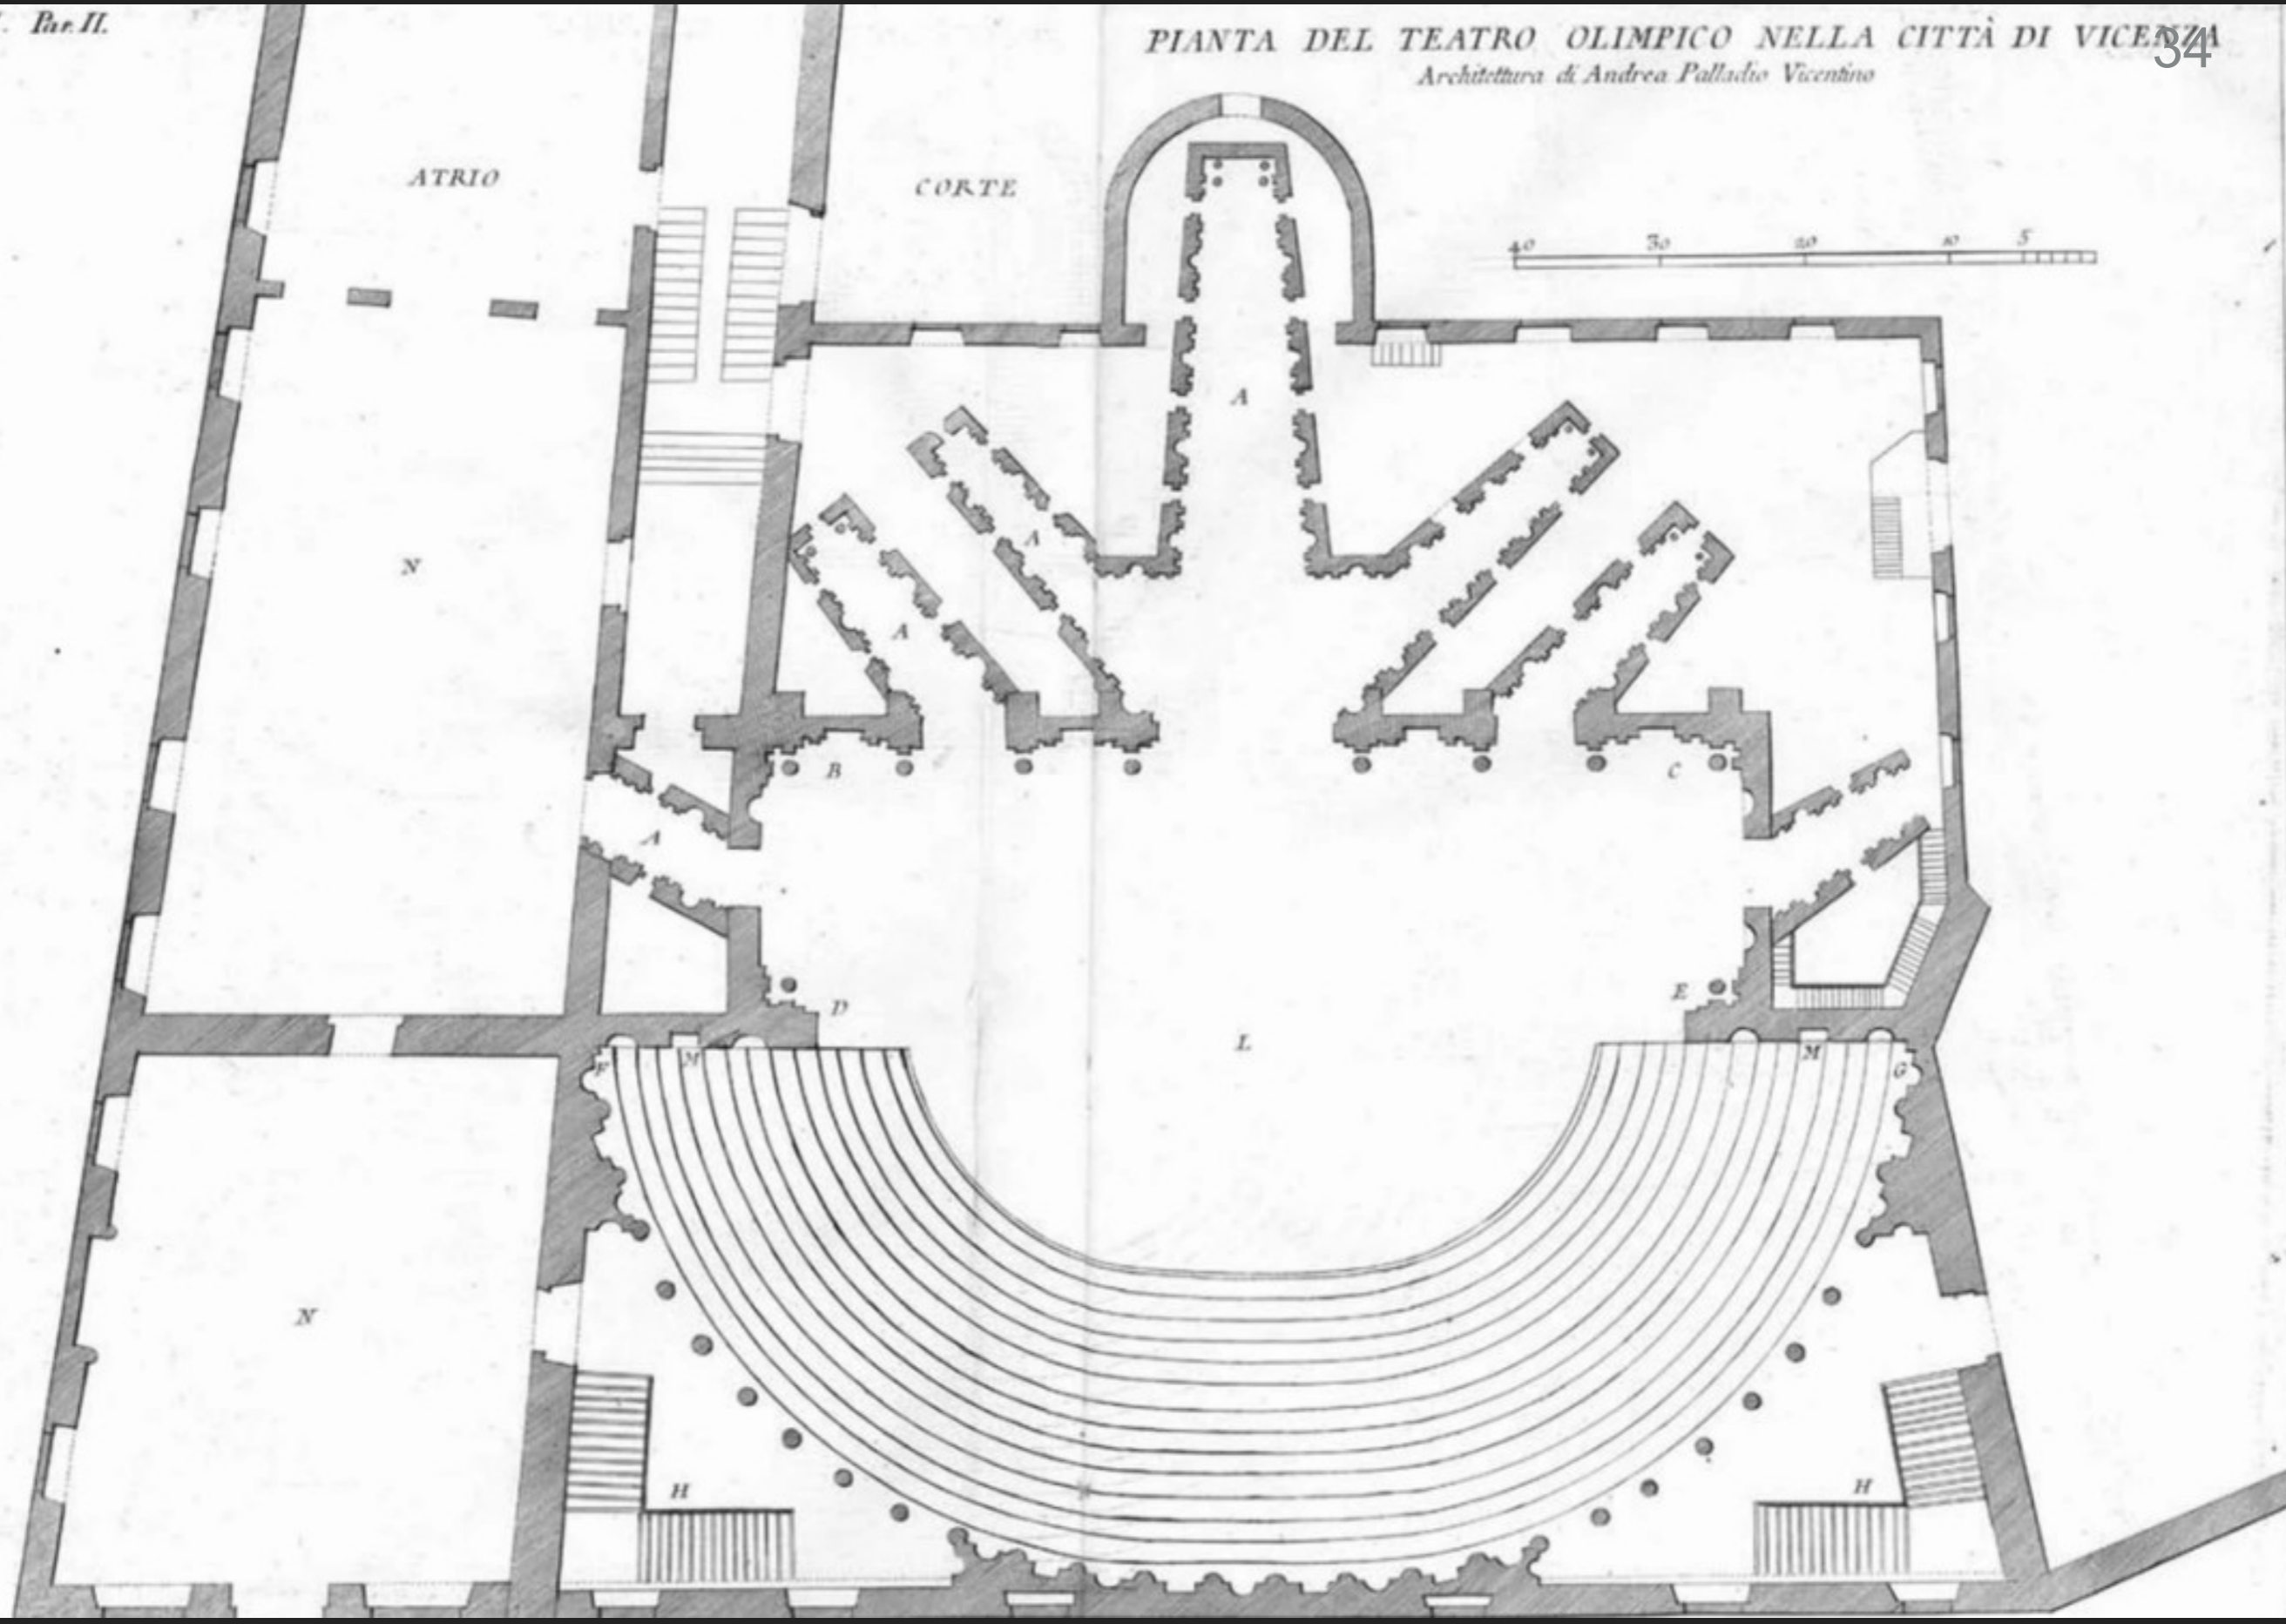 . Par. II.
PIANTA DEL TEATRO OLIMPICO NELLA CITTÀ DI VICENZA
34
Architettura di Andrea Palladio Vicentino
ATRIO
CORTE
40 30 20 10 5
A
A
N
A
B
C
A
D
E
L
F
M
M
G
N
H
H